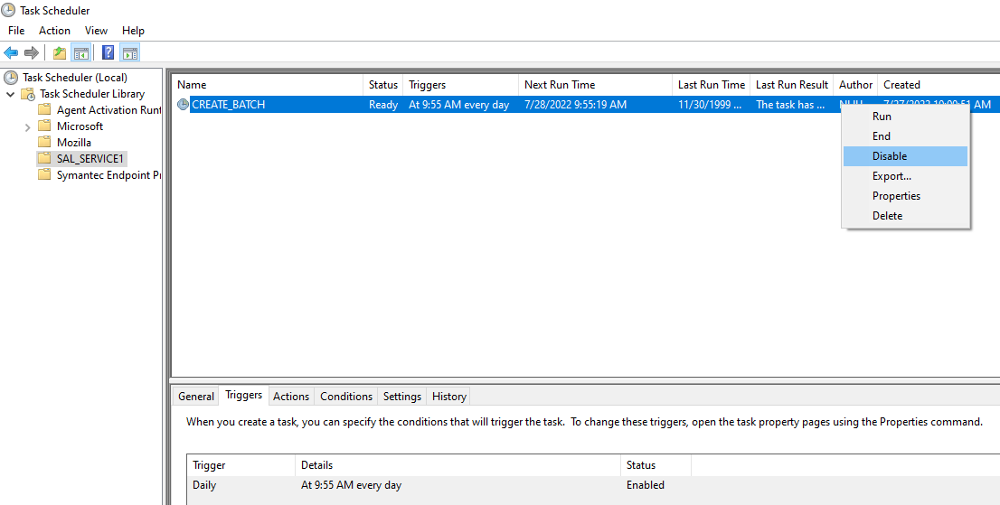 Task Scheduler
File Action View Help
Task Scheduler (Local)
Task Scheduler Library
Agent Activation Runt
Microsoft
Mozilla
SAL_SERVICE1
Symantec Endpoint Pr
Name Status Triggers Next Run Time Last Run Time Last Run Result Author Created
CREATE_BATCH Ready At 9:55 AM every day 7/28/2022 9:55:19 AM 11/30/1999 ... The task has ... AM
Run
End
Disable
Export...
Properties
Delete
General Triggers Actions Conditions Settings History
When you create a task, you can specify the conditions that will trigger the task. To change these triggers, open the task property pages using the Properties command.
Trigger Details Status
Daily At 9:55 AM every day Enabled